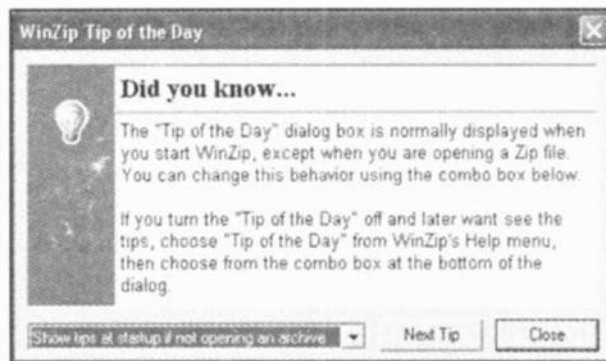 WinZip Tip of the Day
Did you know...
The "Tip of the Day" dialog box is normally displayed when
you start WinZip, except when you are opening a Zip file.
You can change this behavior using the combo box below.
If you turn the "Tip of the Day" off and later want see the
tips, choose "Tip of the Day" from WinZip's Help menu,
then choose from the combo box at the bottom of the
dialog.
Show tips at startup if not opening an archive
Next Tip
Close